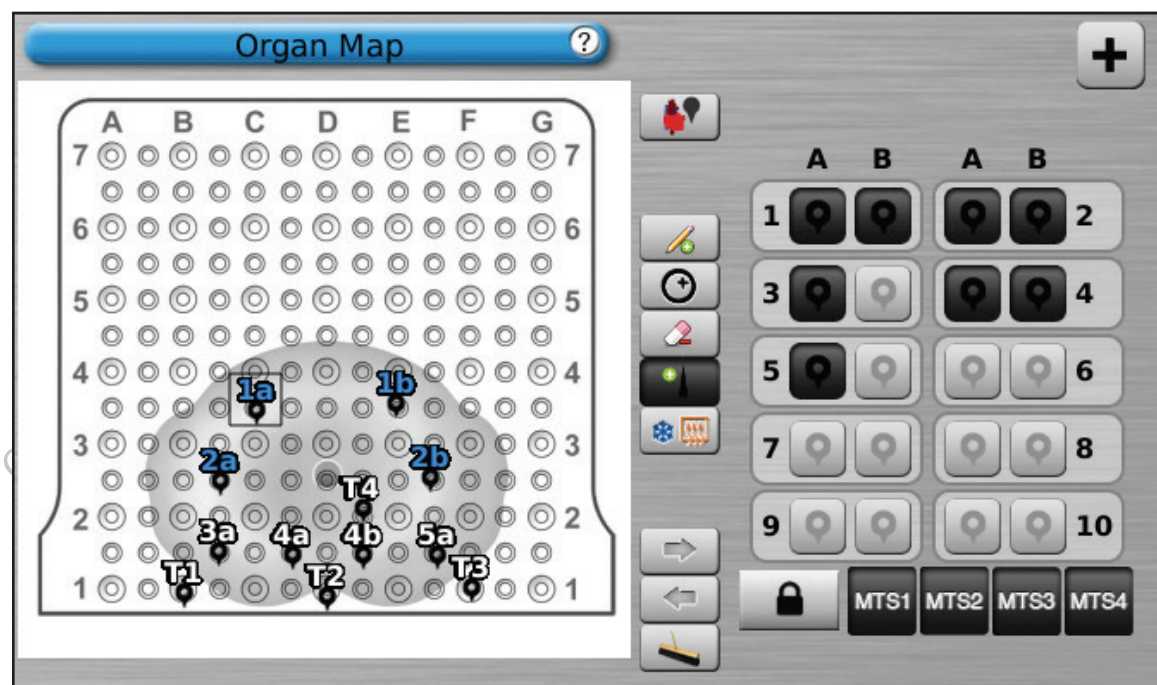 Organ Map ?
+
A B C D E F G
7 7
6 6
5 5
4 4
1a 1b
3 3
2a 2b
T4
2 2
3a 4a 4b 5a
T1 T2 T3
1 1
A B A B
1 2
3 4
5 6
7 8
9 10
MTS1 MTS2 MTS3 MTS4